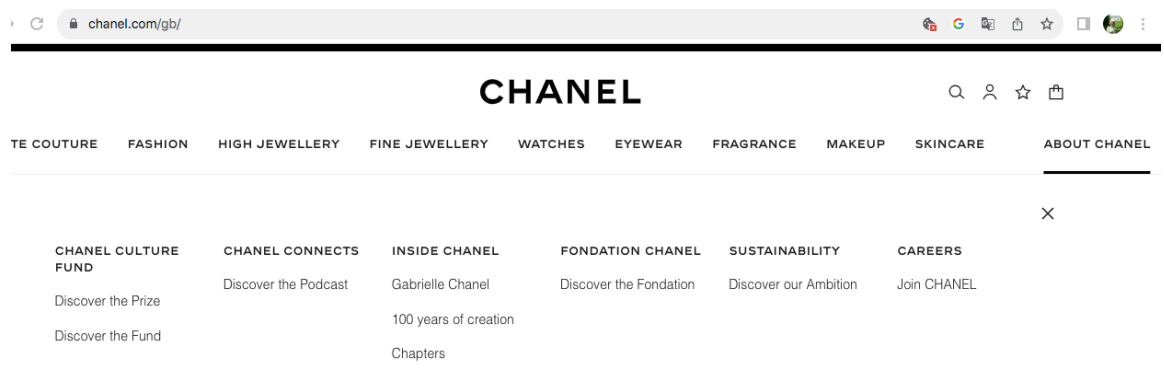 chanel.com/gb/
CHANEL
TE COUTURE FASHION HIGH JEWELLERY FINE JEWELLERY WATCHES EYEWEAR FRAGRANCE MAKEUP SKINCARE ABOUT CHANEL
CHANEL CULTURE
FUND
Discover the Prize
Discover the Fund
CHANEL CONNECTS
Discover the Podcast
INSIDE CHANEL
Gabrielle Chanel
100 years of creation
Chapters
FONDATION CHANEL
Discover the Fondation
SUSTAINABILITY
Discover our Ambition
CAREERS
Join CHANEL